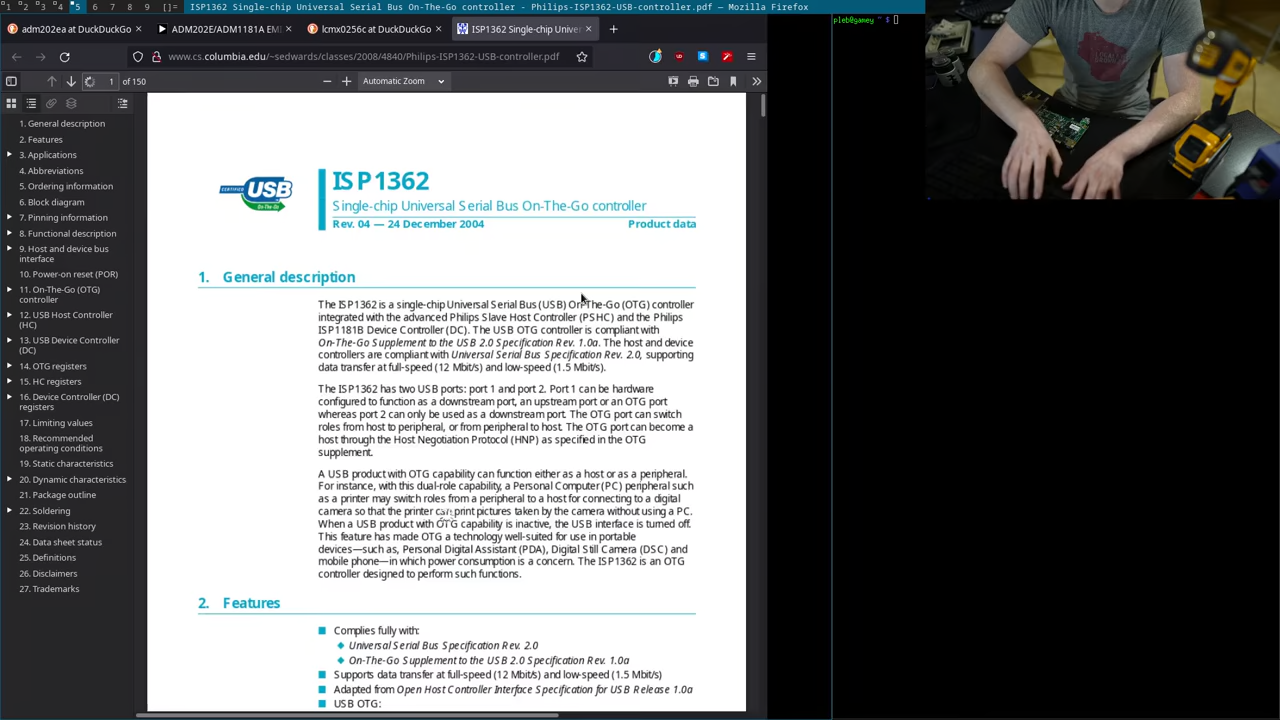 1 2 3 4 5 6 7 8 9 []= ISP1362 Single-chip Universal Serial Bus On-The-Go controller - Philips-ISP1362-USB-controller.pdf — Mozilla Firefox
adm202ea at DuckDuckGo
ADM202E/ADM1181A EMI
lcmx0256c at DuckDuckGo
ISP1362 Single-chip Unive
www.cs.columbia.edu/~sedwards/classes/2008/4840/Philips-ISP1362-USB-controller.pdf
1 of 150
Automatic Zoom
pleb@gamey ~ $
1. General description
2. Features
3. Applications
4. Abbreviations
5. Ordering information
6. Block diagram
7. Pinning information
8. Functional description
9. Host and device bus
interface
10. Power-on reset (POR)
11. On-The-Go (OTG)
controller
12. USB Host Controller
(HC)
13. USB Device Controller
(DC)
14. OTG registers
15. HC registers
16. Device Controller (DC)
registers
17. Limiting values
18. Recommended
operating conditions
19. Static characteristics
20. Dynamic characteristics
21. Package outline
22. Soldering
23. Revision history
24. Data sheet status
25. Definitions
26. Disclaimers
27. Trademarks
CERTIFIED
USB
On-The-Go
ISP1362
Single-chip Universal Serial Bus On-The-Go controller
Rev. 04 — 24 December 2004 Product data
1. General description
The ISP1362 is a single-chip Universal Serial Bus (USB) On-The-Go (OTG) controller
integrated with the advanced Philips Slave Host Controller (PSHC) and the Philips
ISP1181B Device Controller (DC). The USB OTG controller is compliant with
On-The-Go Supplement to the USB 2.0 Specification Rev. 1.0a. The host and device
controllers are compliant with Universal Serial Bus Specification Rev. 2.0, supporting
data transfer at full-speed (12 Mbit/s) and low-speed (1.5 Mbit/s).
The ISP1362 has two USB ports: port 1 and port 2. Port 1 can be hardware
configured to function as a downstream port, an upstream port or an OTG port
whereas port 2 can only be used as a downstream port. The OTG port can switch
roles from host to peripheral, or from peripheral to host. The OTG port can become a
host through the Host Negotiation Protocol (HNP) as specified in the OTG
supplement.
A USB product with OTG capability can function either as a host or as a peripheral.
For instance, with this dual-role capability, a Personal Computer (PC) peripheral such
as a printer may switch roles from a peripheral to a host for connecting to a digital
camera so that the printer can print pictures taken by the camera without using a PC.
When a USB product with OTG capability is inactive, the USB interface is turned off.
This feature has made OTG a technology well-suited for use in portable
devices—such as, Personal Digital Assistant (PDA), Digital Still Camera (DSC) and
mobile phone—in which power consumption is a concern. The ISP1362 is an OTG
controller designed to perform such functions.
2. Features
Complies fully with:
Universal Serial Bus Specification Rev. 2.0
On-The-Go Supplement to the USB 2.0 Specification Rev. 1.0a
Supports data transfer at full-speed (12 Mbit/s) and low-speed (1.5 Mbit/s)
Adapted from Open Host Controller Interface Specification for USB Release 1.0a
USB OTG: